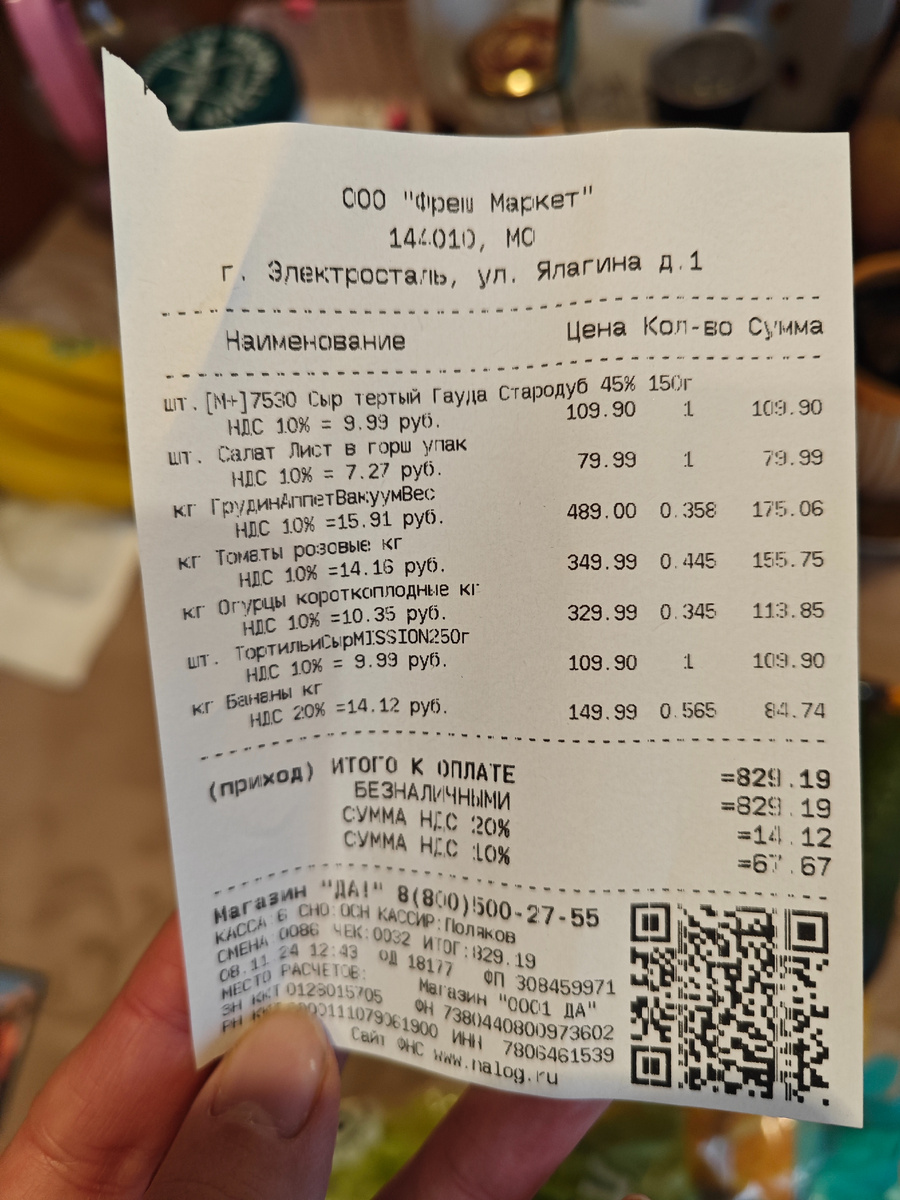 ООО "Фреш Маркет"
144010, МО
г. Электросталь, ул. Ялагина д.1
Наименование Цена Кол-во Сумма
шт. [М+]7530 Сыр тертый Гауда Стародуб 45% 150г
НДС 10% = 9.99 руб. 109.90 1 109.90
шт. Салат Лист в горш упак
НДС 10% = 7.27 руб. 79.99 1 79.99
кг ГрудинАппетВакуумВес
НДС 10% =15.91 руб. 489.00 0.358 175.06
кг Томаты розовые кг
НДС 10% =14.16 руб. 349.99 0.445 155.75
кг Огурцы короткоплодные кг
НДС 10% =10.35 руб. 329.99 0.345 113.85
шт. ТортильиСырMISSION250г
НДС 10% = 9.99 руб. 109.90 1 109.90
кг Бананы кг
НДС 20% =14.12 руб. 149.99 0.565 84.74
(приход) ИТОГО К ОПЛАТЕ =829.19
БЕЗНАЛИЧНЫМИ =829.19
СУММА НДС 20% =14.12
СУММА НДС 10% =67.67
Магазин "ДА!" 8(800)500-27-55
КАССА 6 СНО:ОСН КАССИР:Поляков
СМЕНА 0086 ЧЕК:0032 ИТОГ:829.19
08.11.24 12:43 ФД 18177 ФП 308459971
МЕСТО РАСЧЕТОВ: Магазин "0001 ДА"
ЗН ККТ 0128015705 ФН 7380440800973602
РН ИНН 7806461539
Сайт ФНС www.nalog.ru